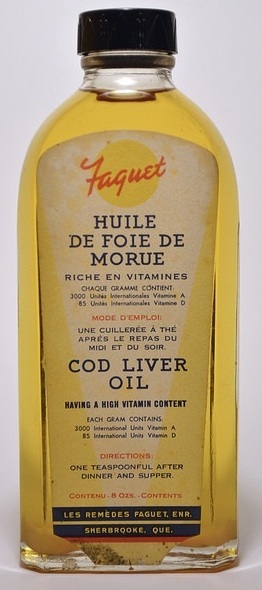 Faguet
HUILE
DE FOIE DE
MORUE
RICHE EN VITAMINES
CHAQUE GRAMME CONTIENT:
3000 Unités Internationales Vitamine A
85 Unités Internationales Vitamine D
MODE D'EMPLOI:
UNE CUILLERÉE À THÉ
APRÉS LE REPAS DU
MIDI ET DU SOIR.
COD LIVER
OIL
HAVING A HIGH VITAMIN CONTENT
EACH GRAM CONTAINS:
3000 International Units Vitamin A
85 International Units Vitamin D
DIRECTIONS:
ONE TEASPOONFUL AFTER
DINNER AND SUPPER.
CONTENU - 8 OZS. - CONTENTS
LES REMÈDES FAGUET, ENR.
SHERBROOKE, QUE.